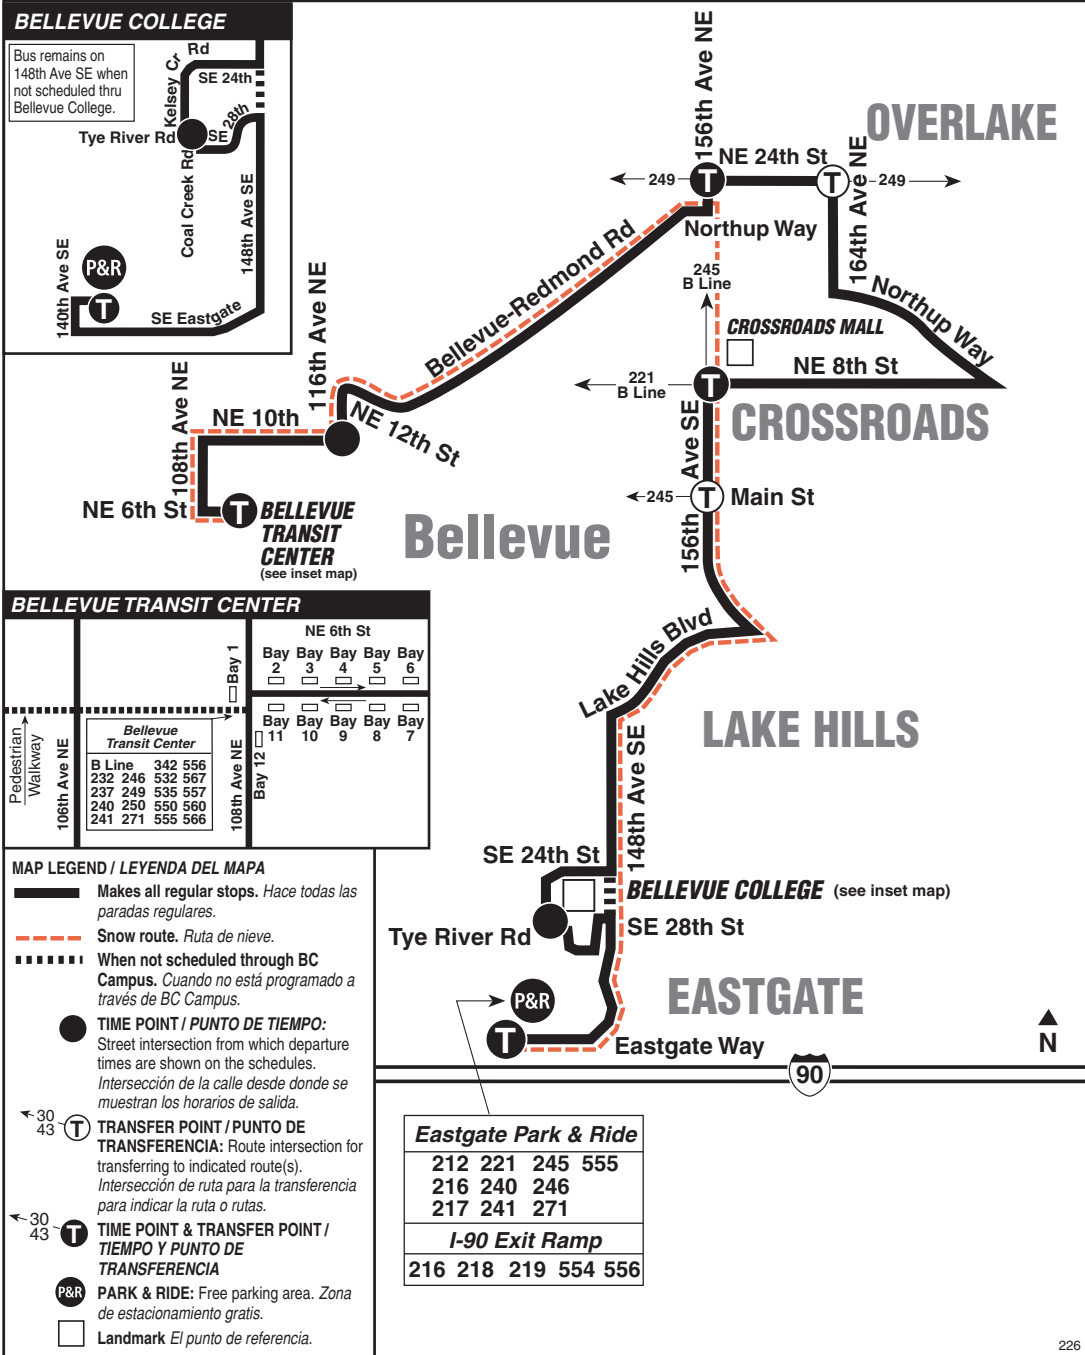 BELLEVUE COLLEGE
Bus remains on
148th Ave SE when
not scheduled thru
Bellevue College.
Kelsey Cr
Rd
SE 24th
SE 28th
Tye River Rd
Coal Creek Rd
148th Ave SE
140th Ave SE
P&R
T
SE Eastgate
156th Ave NE
OVERLAKE
NE 24th St
164th Ave NE
249
T
T
249
Northup Way
Bellevue-Redmond Rd
245
B Line
Northup Way
CROSSROADS MALL
116th Ave NE
NE 8th St
221
B Line
T
CROSSROADS
108th Ave NE
NE 10th
NE 12th St
156th Ave SE
245
T
Main St
NE 6th St
T
BELLEVUE
TRANSIT
CENTER
(see inset map)
Bellevue
Lake Hills Blvd
LAKE HILLS
148th Ave SE
SE 24th St
BELLEVUE COLLEGE (see inset map)
SE 28th St
Tye River Rd
EASTGATE
P&R
T
Eastgate Way
N
90
BELLEVUE TRANSIT CENTER
NE 6th St
Bay 1
Bay Bay Bay Bay Bay
2 3 4 5 6
Bay Bay Bay Bay Bay
11 10 9 8 7
Bay 12
Pedestrian
Walkway
106th Ave NE
108th Ave NE
Bellevue
Transit Center
B Line 342 556
232 246 532 567
237 249 535 557
240 250 550 560
241 271 555 566
MAP LEGEND / LEYENDA DEL MAPA
Makes all regular stops. Hace todas las
paradas regulares.
Snow route. Ruta de nieve.
When not scheduled through BC
Campus. Cuando no está programado a
través de BC Campus.
TIME POINT / PUNTO DE TIEMPO:
Street intersection from which departure
times are shown on the schedules.
Intersección de la calle desde donde se
muestran los horarios de salida.
30
43
T
TRANSFER POINT / PUNTO DE
TRANSFERENCIA: Route intersection for
transferring to indicated route(s).
Intersección de ruta para la transferencia
para indicar la ruta o rutas.
30
43
T
TIME POINT & TRANSFER POINT /
TIEMPO Y PUNTO DE
TRANSFERENCIA
P&R
PARK & RIDE: Free parking area. Zona
de estacionamiento gratis.
Landmark El punto de referencia.
Eastgate Park & Ride
212 221 245 555
216 240 246
217 241 271
I-90 Exit Ramp
216 218 219 554 556
226